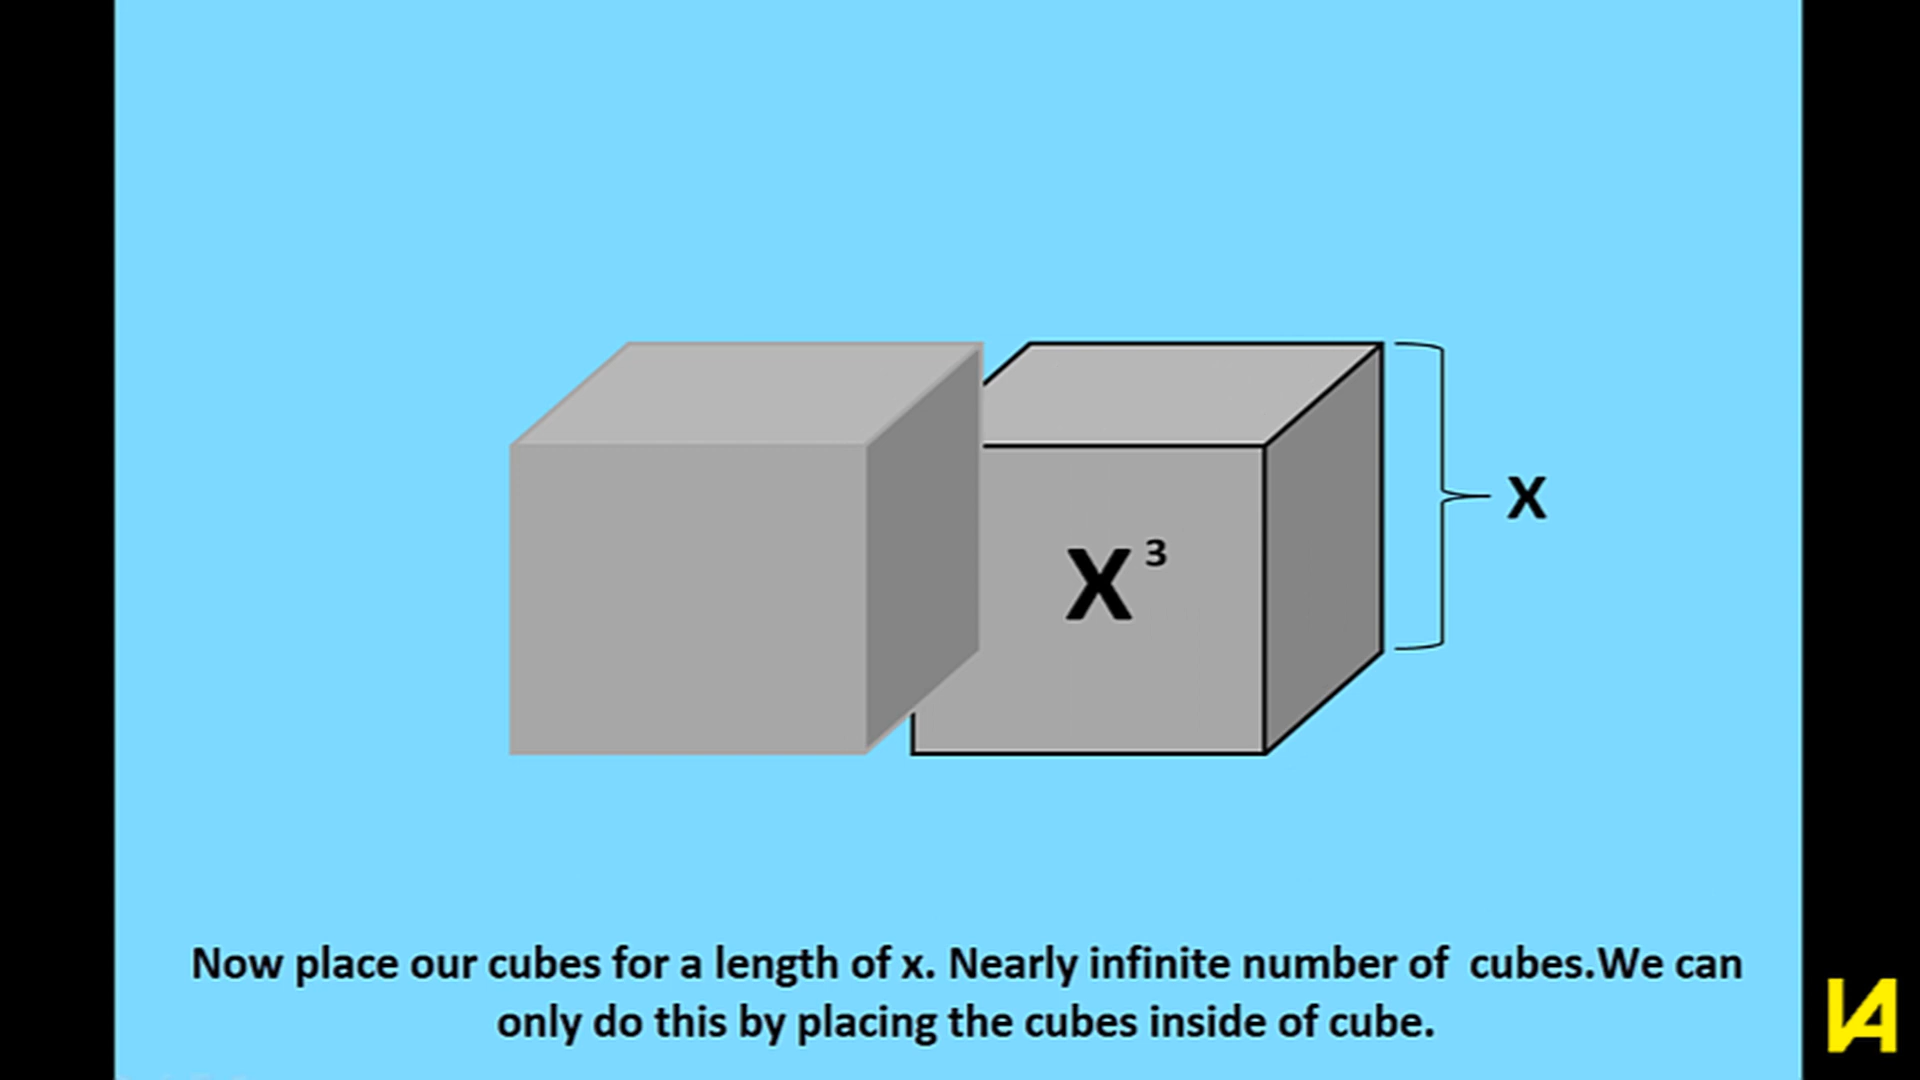 X
X³
Now place our cubes for a length of x. Nearly infinite number of  cubes.We can
only do this by placing the cubes inside of cube.